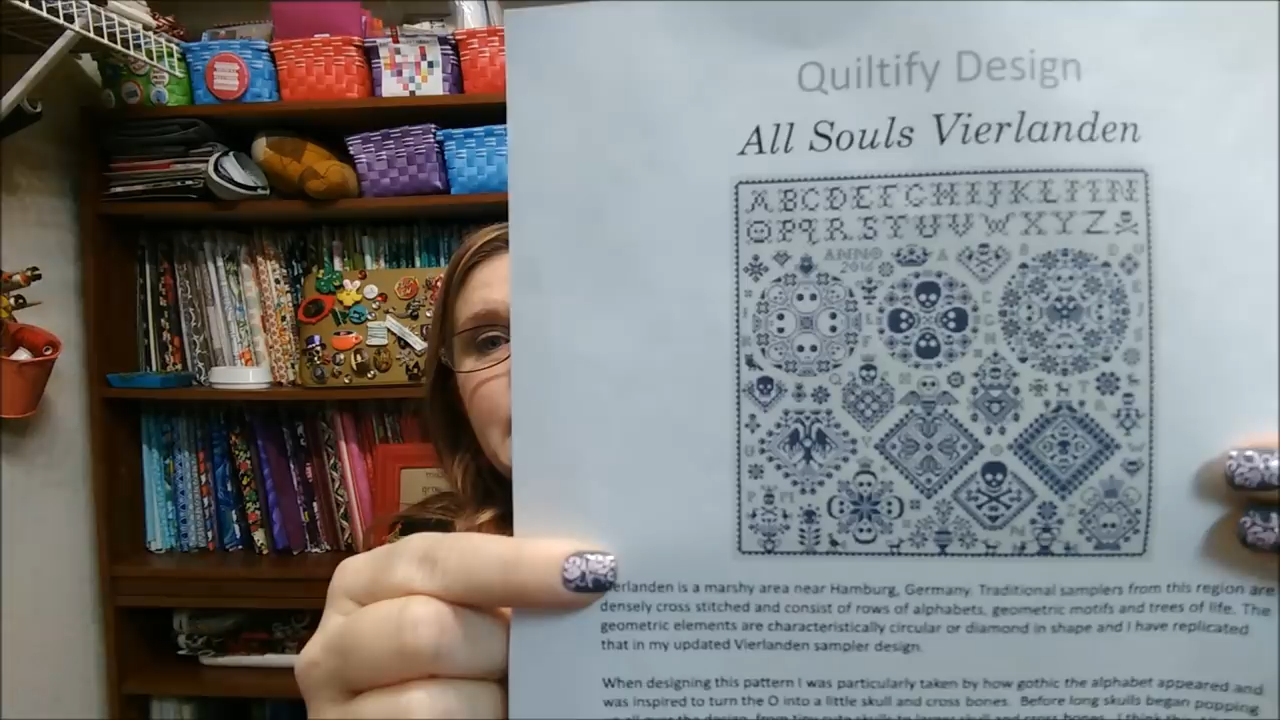 Quiltify Design
All Souls Vierlanden
ABCDEFGHIJKLMN
PQRSTUVWXYZ
ANNO
2016
erlanden is a marshy area near Hamburg, Germany. Traditional samplers from this region are
densely cross stitched and consist of rows of alphabets, geometric motifs and trees of life. The
geometric elements are characteristically circular or diamond in shape and I have replicated
that in my updated Vierlanden sampler design.
When designing this pattern I was particularly taken by how gothic the alphabet appeared and
was inspired to turn the O into a little skull and cross bones. Before long skulls began popping